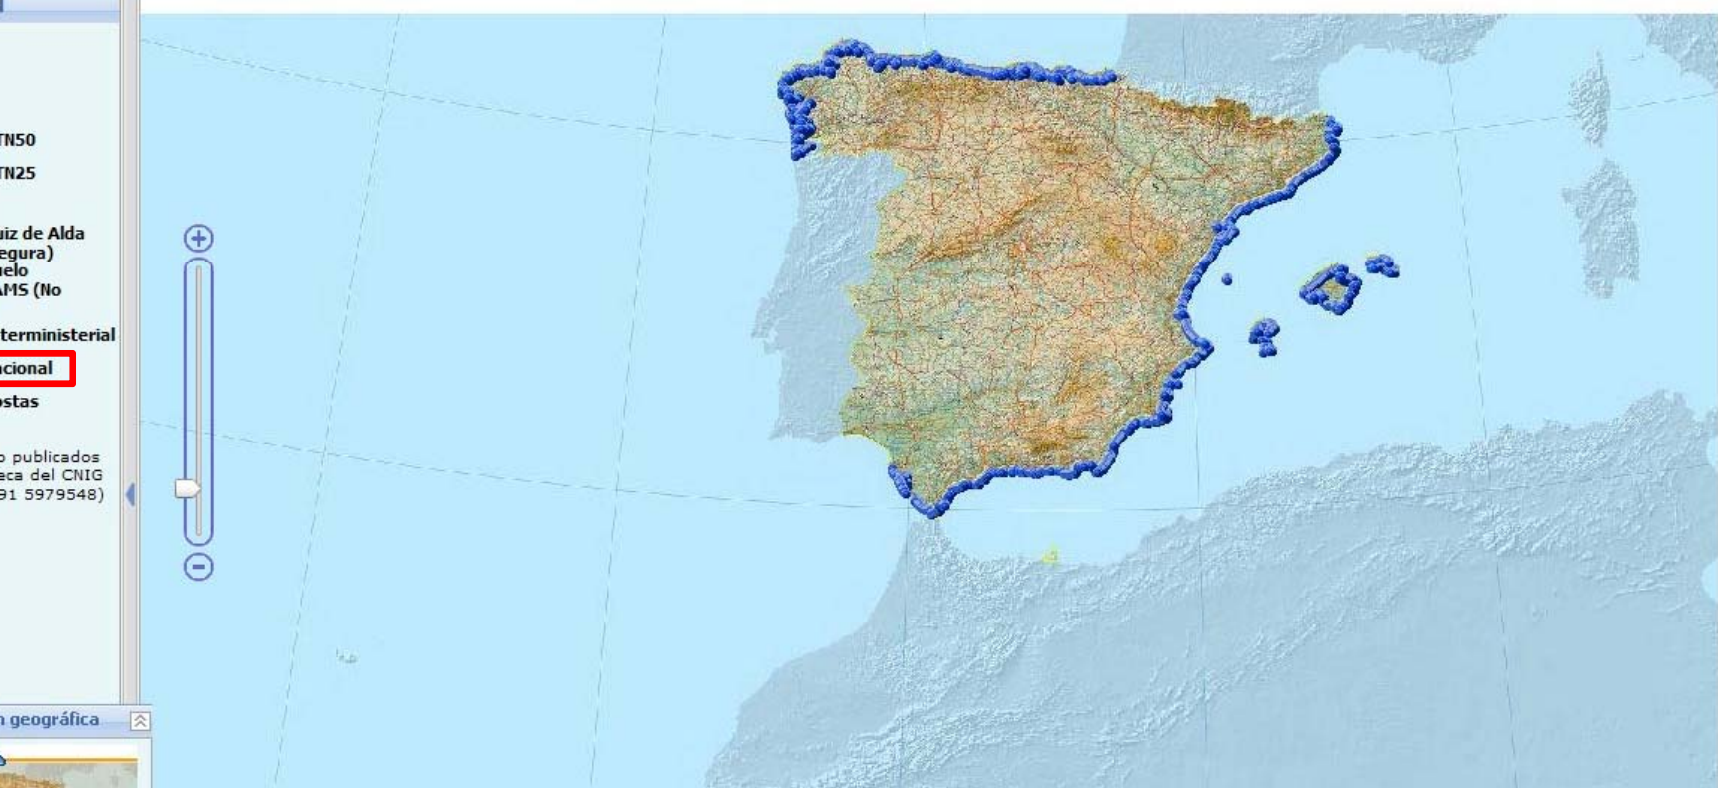 TN50
TN25
uiz de Alda
egura)
uelo
AMS (No
terministerial
acional
ostas
o publicados
eca del CNIG
91 5979548)
n geográfica